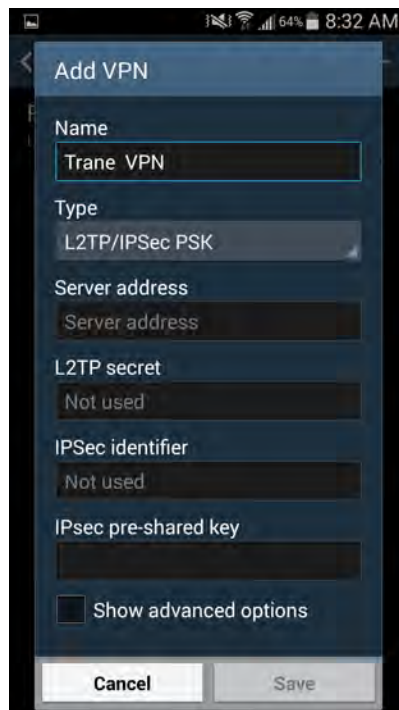 64% 8:32 AM
Add VPN
Name
Trane VPN
Type
L2TP/IPSec PSK
Server address
Server address
L2TP secret
Not used
IPSec identifier
Not used
IPsec pre-shared key
Show advanced options
Cancel
Save